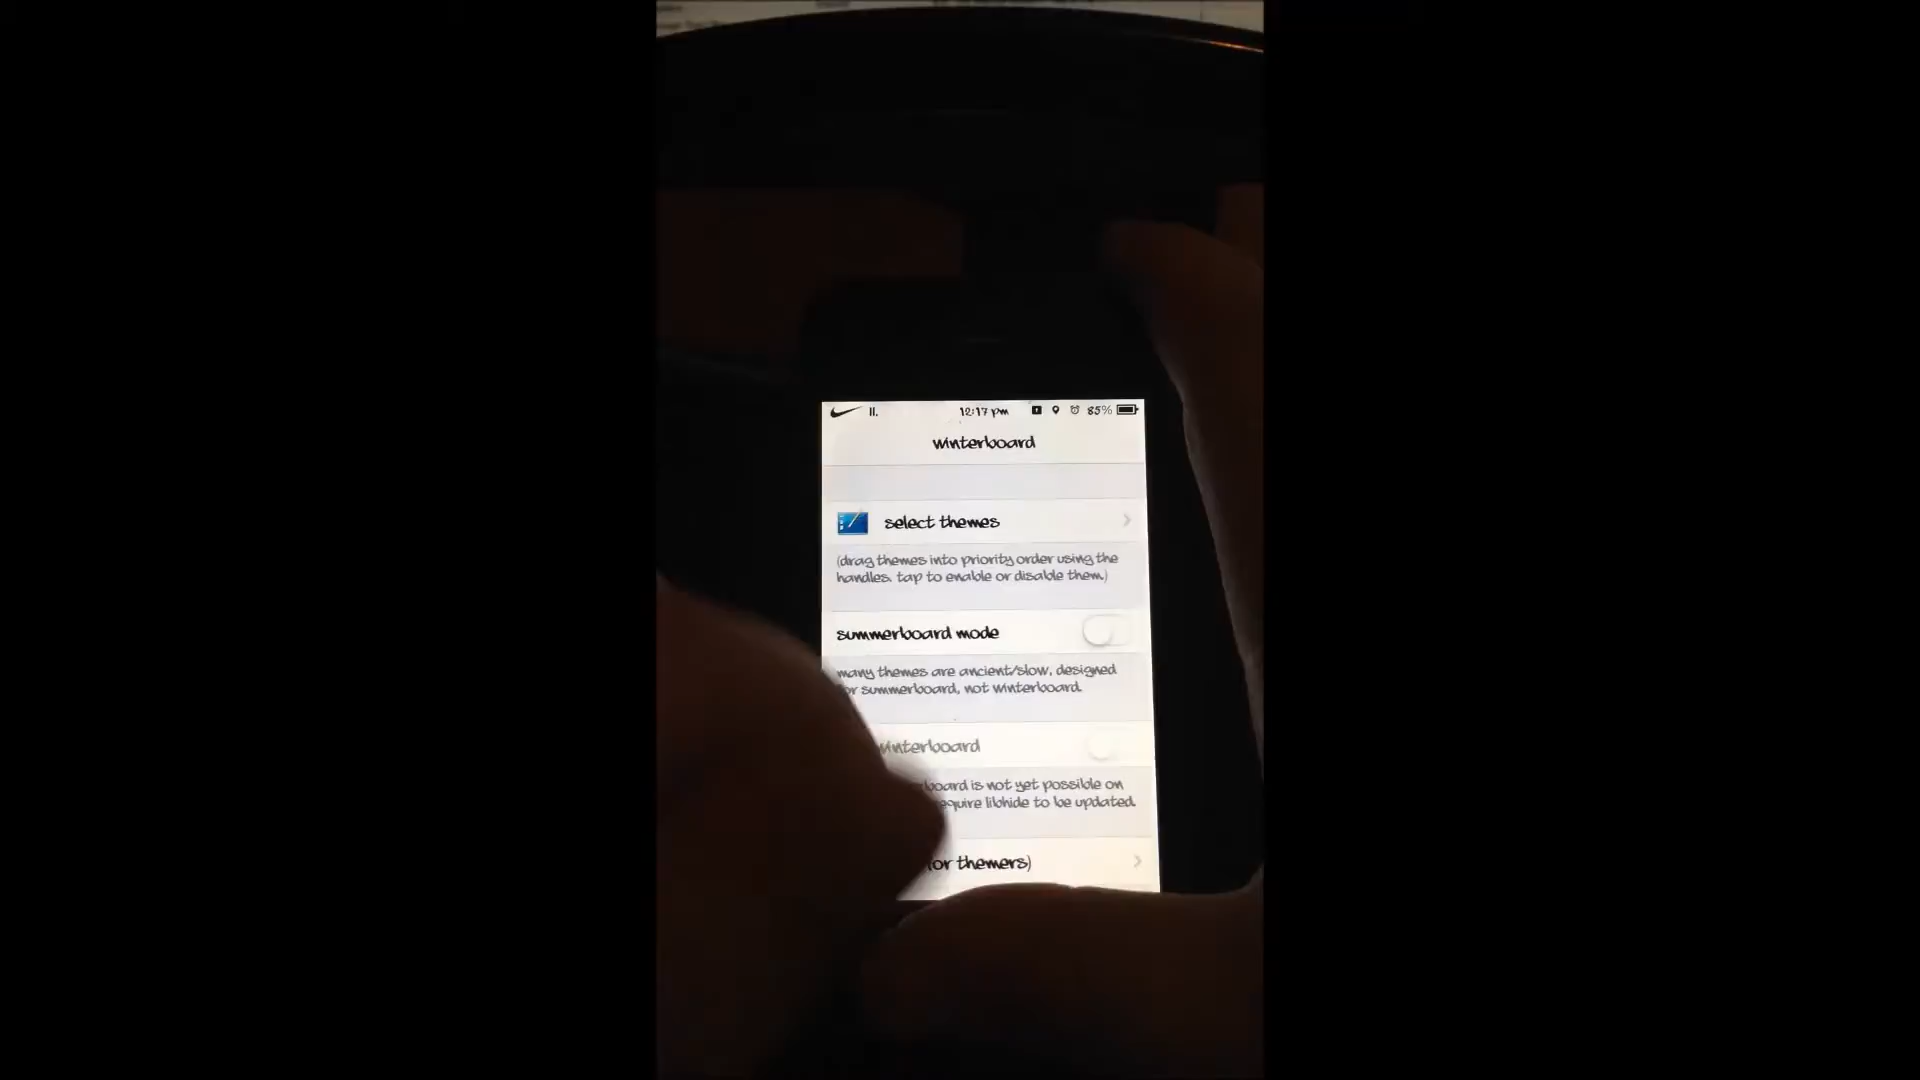 12:17 pm 85%
winterboard
select themes
(drag themes into priority order using the
handles. tap to enable or disable them.)
summerboard mode
many themes are ancient/slow, designed
or summerboard, not winterboard.
winterboard
board is not yet possible on
equire libhide to be updated.
for themers)